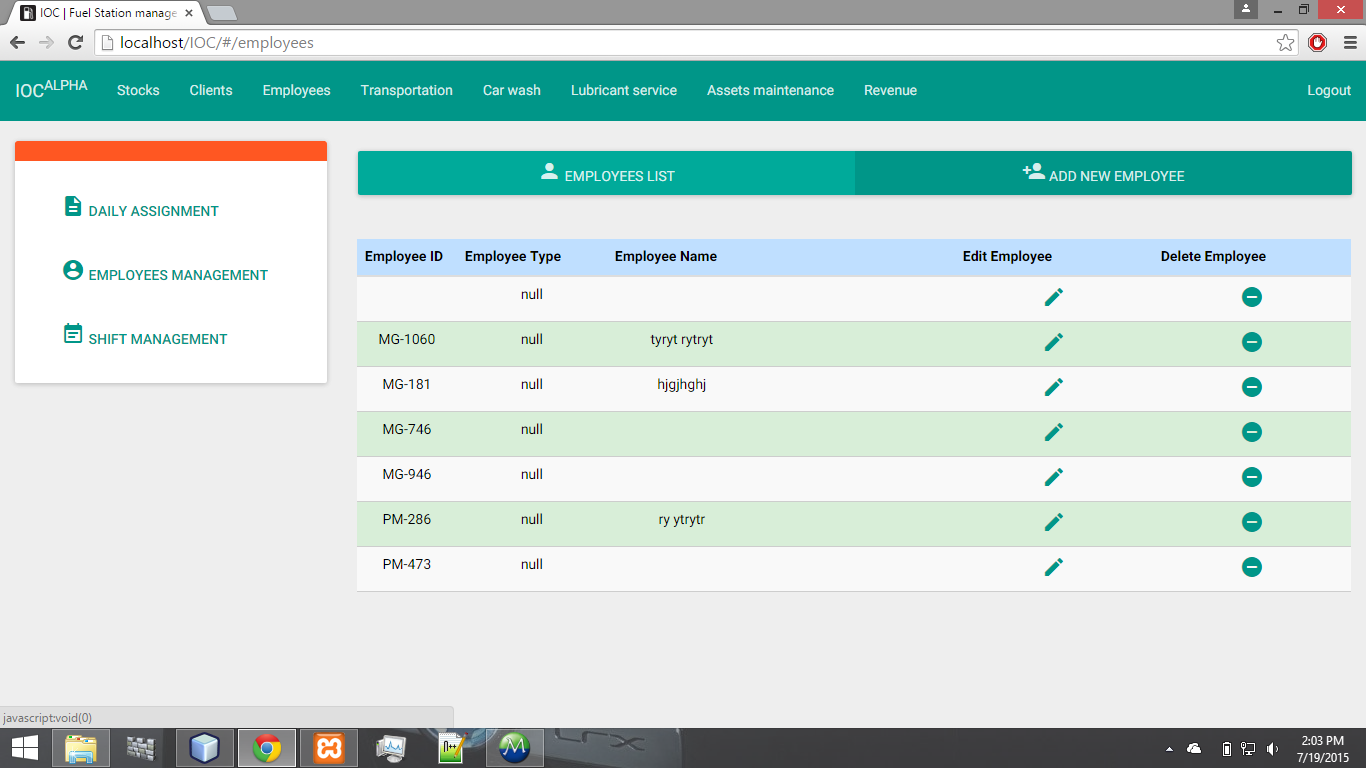 IOC | Fuel Station manage
localhost/IOC/#/employees
IOC ALPHA Stocks Clients Employees Transportation Car wash Lubricant service Assets maintenance Revenue Logout
DAILY ASSIGNMENT
EMPLOYEES MANAGEMENT
SHIFT MANAGEMENT
EMPLOYEES LIST ADD NEW EMPLOYEE
Employee ID Employee Type Employee Name Edit Employee Delete Employee
null
MG-1060 null tyryt rytryt
MG-181 null hjgjhghj
MG-746 null
MG-946 null
PM-286 null ry ytrytr
PM-473 null
javascript:void(0)
2:03 PM
7/19/2015